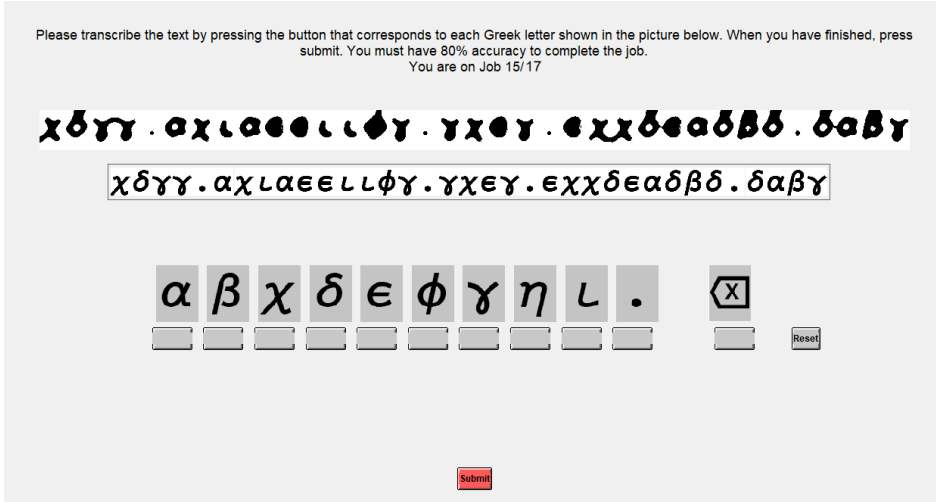 Please transcribe the text by pressing the button that corresponds to each Greek letter shown in the picture below. When you have finished, press
submit. You must have 80% accuracy to complete the job.
You are on Job 15/17
χδγγ.αχιαεειιφγ.γχεγ.εχχδεαδβδ.δαβγ
χδγγ.αχιαεειιφγ.γχεγ.εχχδεαδβδ.δαβγ
α β χ δ ϵ ϕ γ η ι . X
Reset
Submit